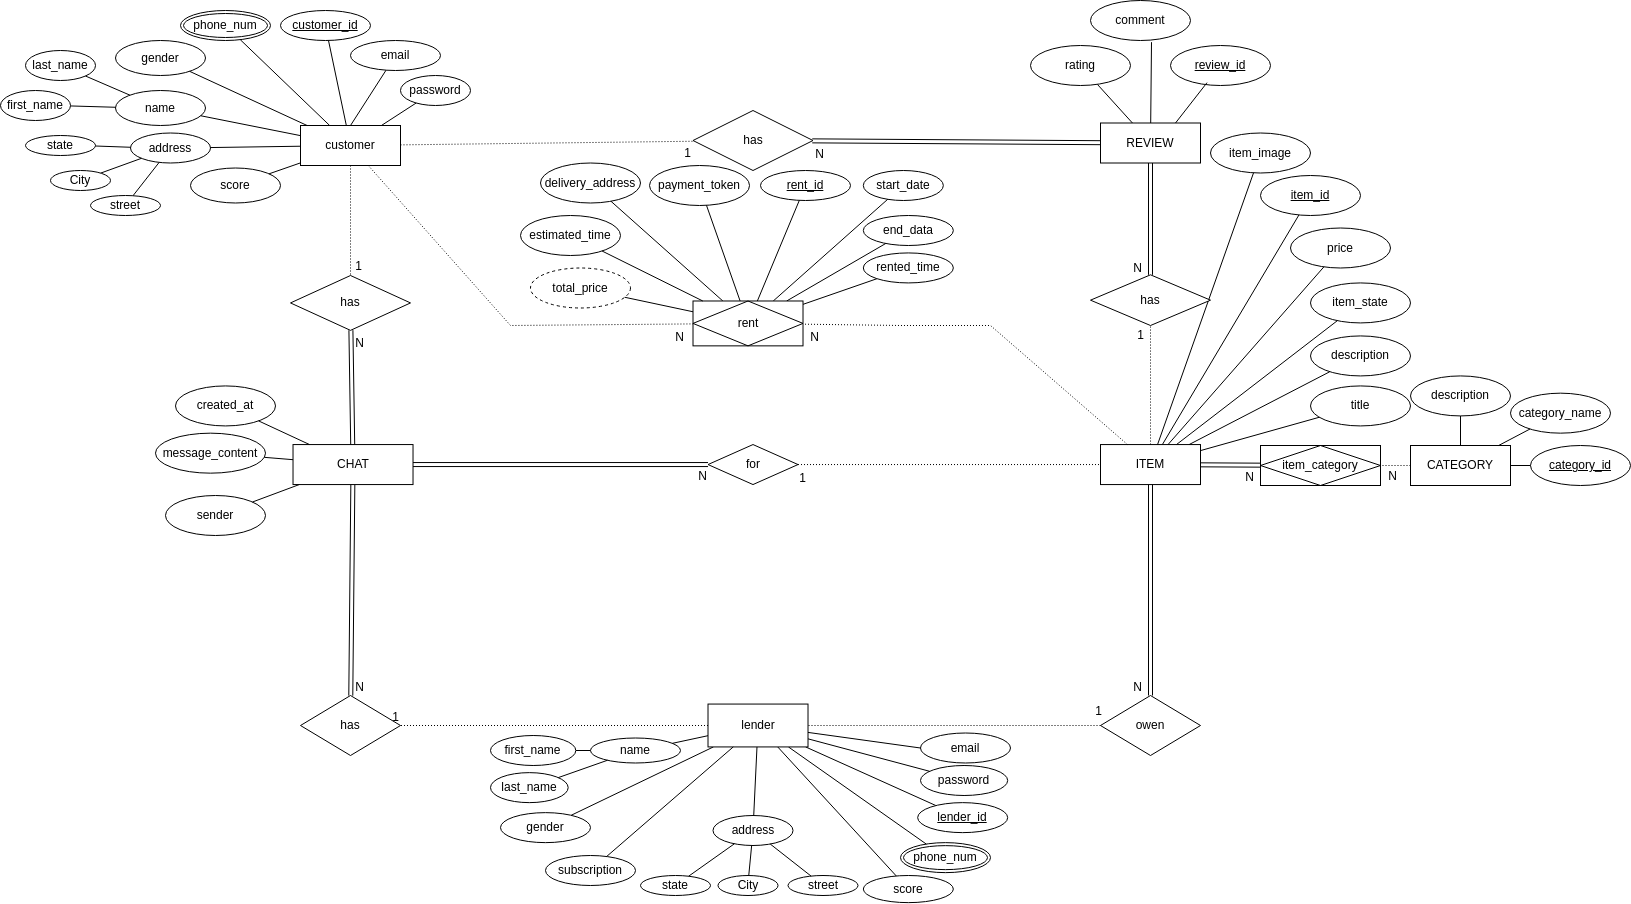 comment
phone_num
customer_id
gender
email
last_name
rating
review_id
password
first_name
name
customer
has
REVIEW
state
address
1
N
item_image
City
score
street
delivery_address
payment_token
rent_id
start_date
item_id
estimated_time
end_data
price
rented_time
1
N
total_price
has
has
item_state
rent
N
N
1
N
description
created_at
description
title
category_name
message_content
CHAT
for
ITEM
item_category
CATEGORY
category_id
N
1
N
N
sender
N
N
has
1
lender
1
owen
first_name
name
email
last_name
password
gender
lender_id
address
phone_num
subscription
state
City
street
score